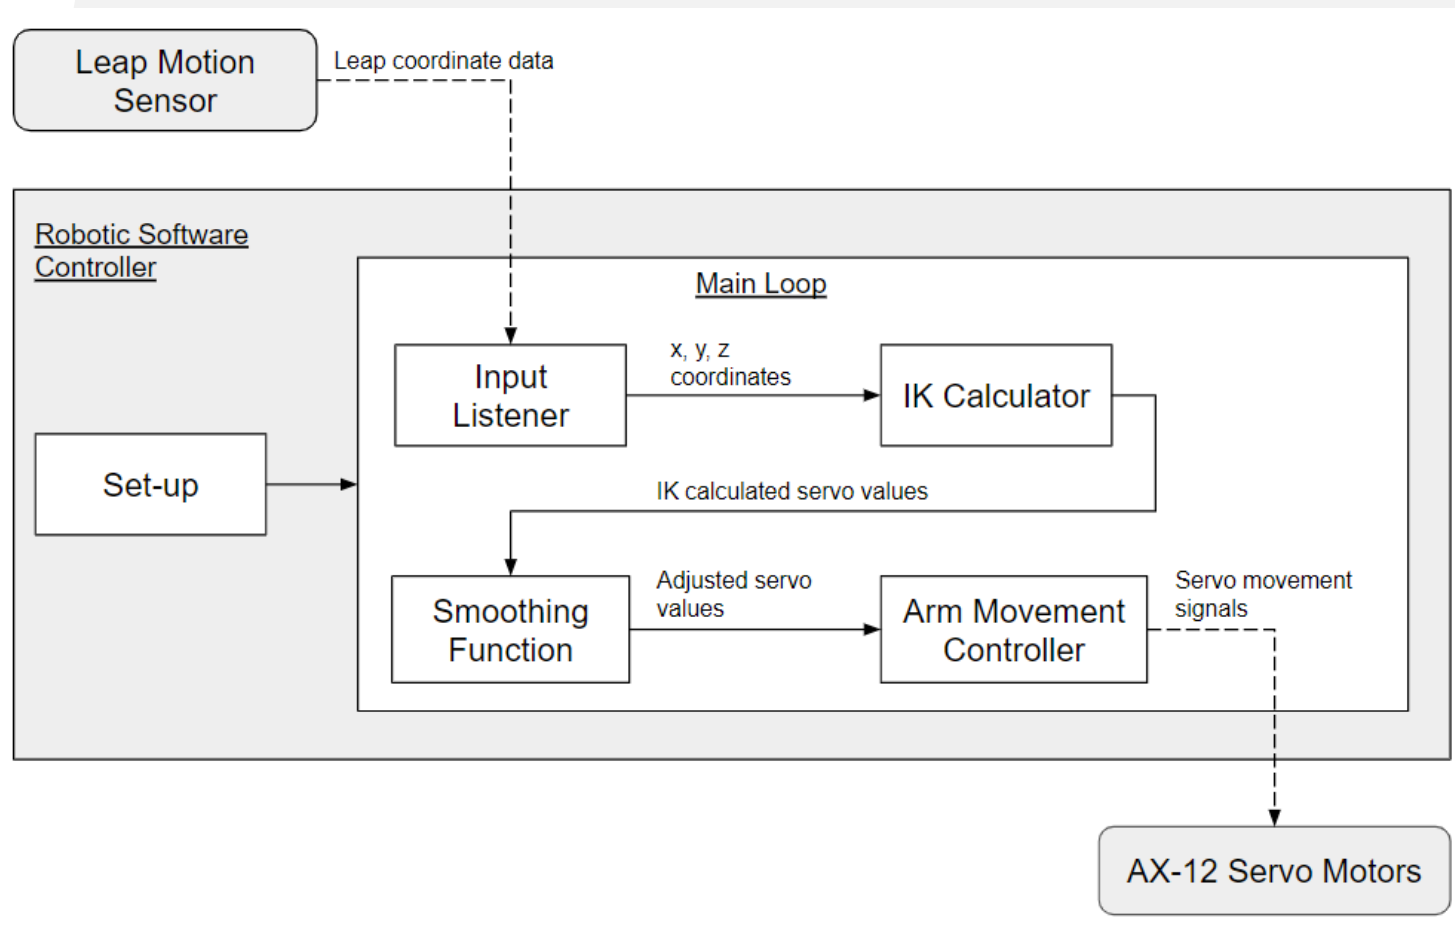 Leap Motion
Sensor
Leap coordinate data
Robotic Software
Controller
Main Loop
Input
Listener
x, y, z
coordinates
IK Calculator
Set-up
IK calculated servo values
Smoothing
Function
Adjusted servo
values
Arm Movement
Controller
Servo movement
signals
AX-12 Servo Motors